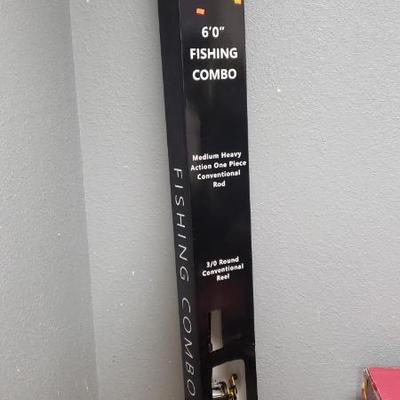 6'0"
FISHING
COMBO
Medium Heavy
Action One Piece
Conventional
Rod
3/0 Round
Conventional
Reel
FISHING COMBO